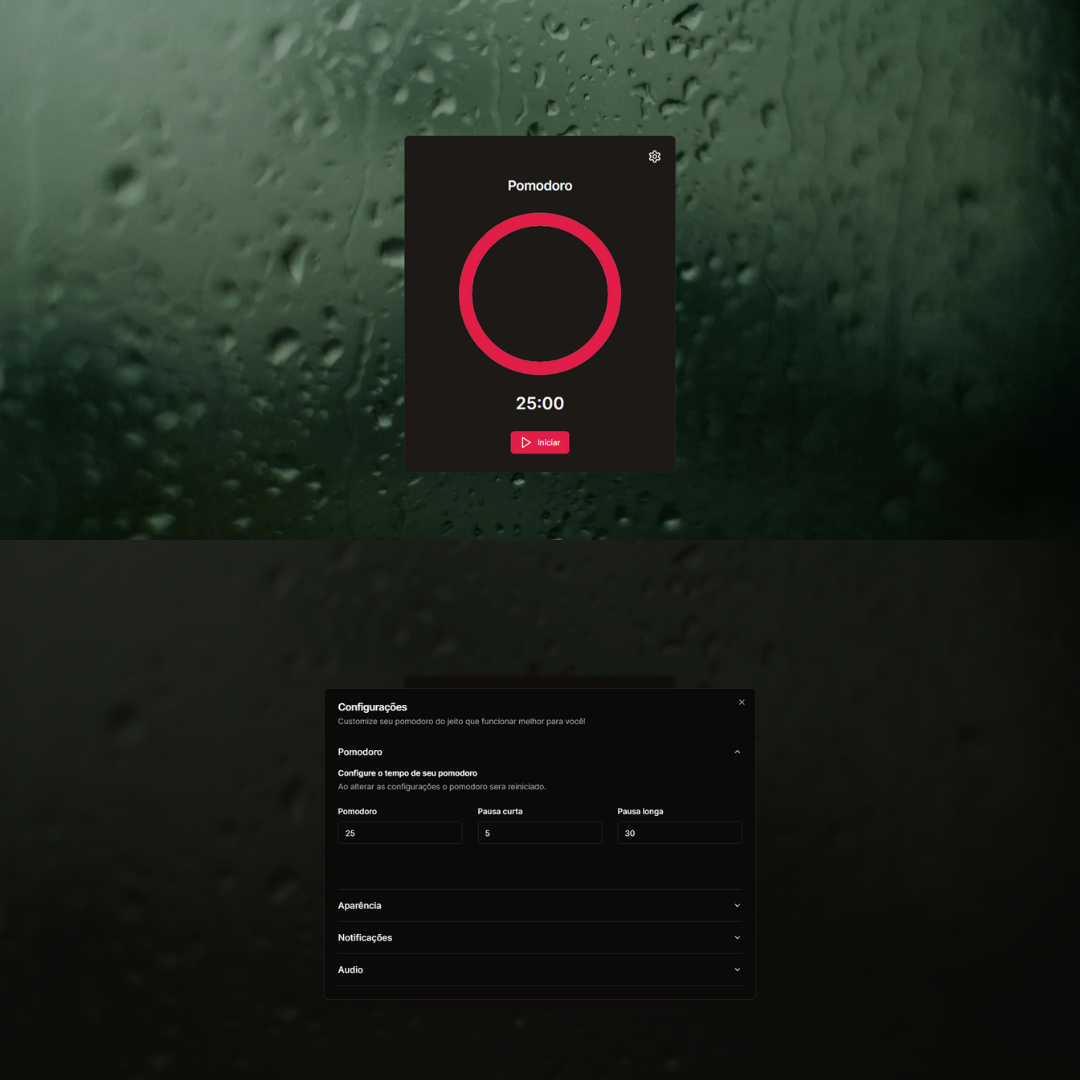 Pomodoro
25:00
Iniciar
Configurações
Customize seu pomodoro do jeito que funcionar melhor para você!
Pomodoro
Configure o tempo de seu pomodoro
Ao alterar as configurações o pomodoro sera reiniciado.
Pomodoro Pausa curta Pausa longa
25 5 30
Aparência
Notificações
Audio